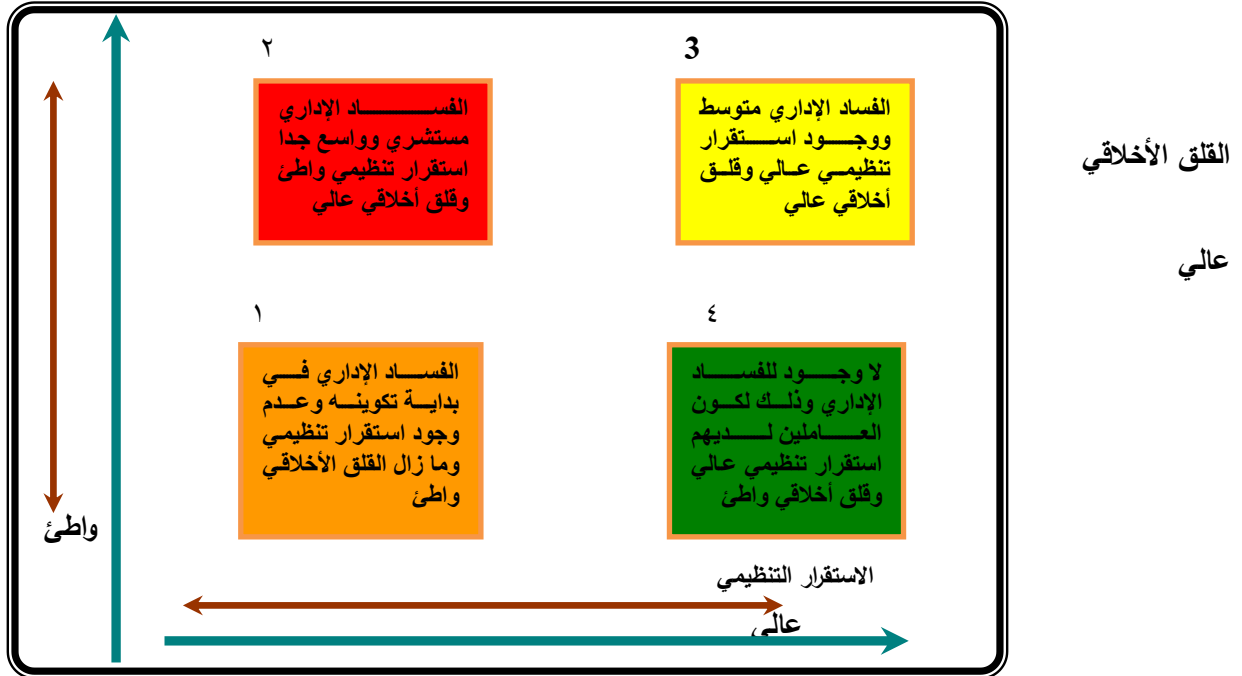 ٢
3
الفساد الإداري
مستشري وواسع جدا
استقرار تنظيمي واطئ
وقلق أخلاقي عالي
الفساد الإداري متوسط
ووجود استقرار
تنظيمي عالي وقلق
أخلاقي عالي
القلق الأخلاقي
عالي
١
٤
الفساد الإداري في
بداية تكوينه وعدم
وجود استقرار تنظيمي
وما زال القلق الأخلاقي
واطئ
لا وجود للفساد
الإداري وذلك لكون
العاملين لديهم
استقرار تنظيمي عالي
وقلق أخلاقي واطئ
واطئ
الاستقرار التنظيمي
عالي